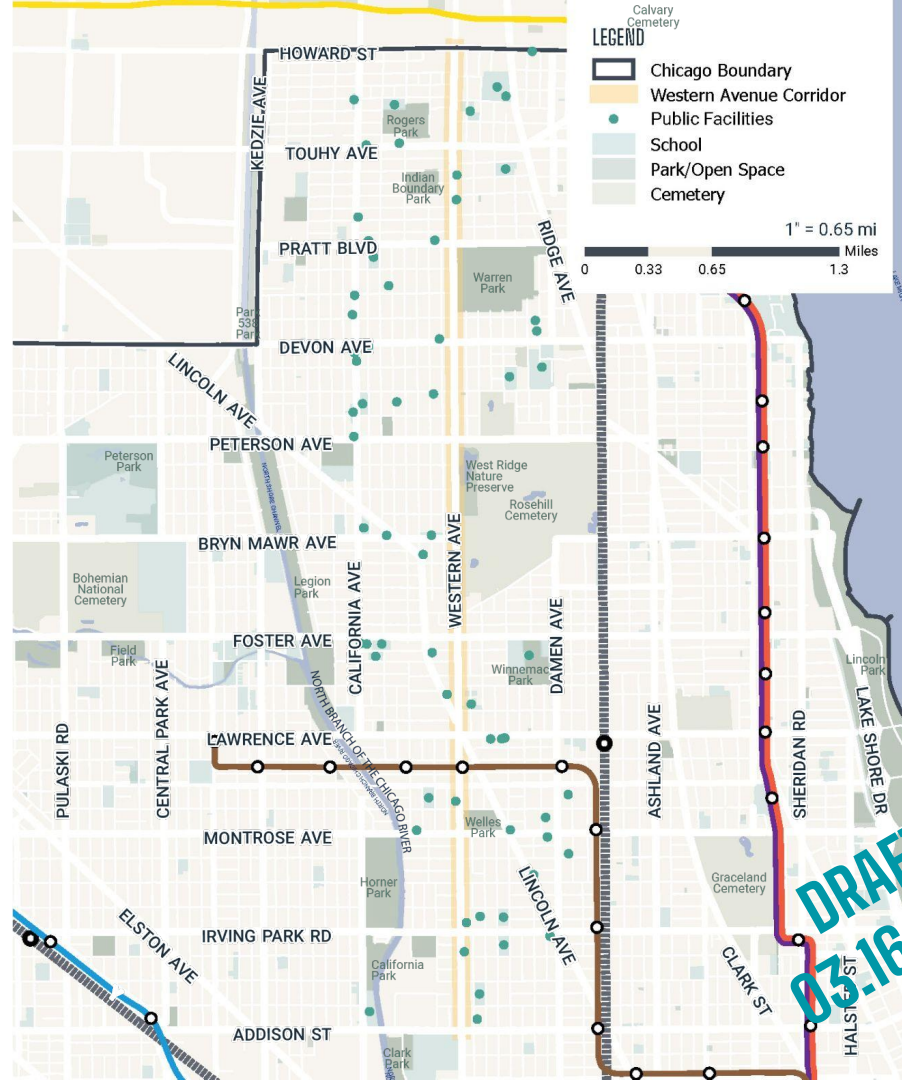 Calvary
Cemetery
LEGEND
Chicago Boundary
Western Avenue Corridor
Public Facilities
School
Park/Open Space
Cemetery
1" = 0.65 mi
Miles
0 0.33 0.65 1.3
HOWARD ST
KEDZIE AVE
Rogers
Park
TOUHY AVE
Indian
Boundary
Park
RIDGE AVE
PRATT BLVD
Warren
Park
Park
538
Park
DEVON AVE
LINCOLN AVE
PETERSON AVE
Peterson
Park
West Ridge
Nature
Preserve
Rosehill
Cemetery
NORTH SHORE CHANNEL
BRYN MAWR AVE
WESTERN AVE
CALIFORNIA AVE
Bohemian
National
Cemetery
Legion
Park
DAMEN AVE
FOSTER AVE
Field
Park
Winnemac
Park
Lincoln
Park
CENTRAL PARK AVE
PULASKI RD
NORTH BRANCH OF THE CHICAGO RIVER
LAWRENCE AVE
ASHLAND AVE
SHERIDAN RD
LAKE SHORE DR
MONTROSE AVE
Welles
Park
Horner
Park
LINCOLN AVE
Graceland
Cemetery
DRAF
03.16
ELSTON AVE
IRVING PARK RD
California
Park
CLARK ST
HALSTED ST
ADDISON ST
Clark
Park